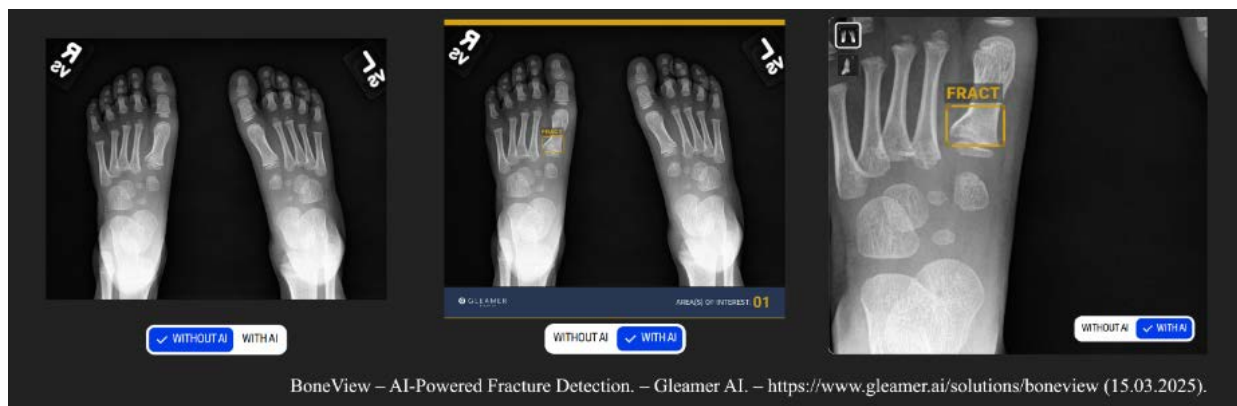 R
VS
L
VS
WITHOUT AI WITH AI
R
VS
L
VS
FRACT
GLEAMER
AREA(S) OF INTEREST: 01
WITHOUT AI WITH AI
FRACT
WITHOUT AI WITH AI
BoneView – AI-Powered Fracture Detection. – Gleamer AI. – https://www.gleamer.ai/solutions/boneview (15.03.2025).